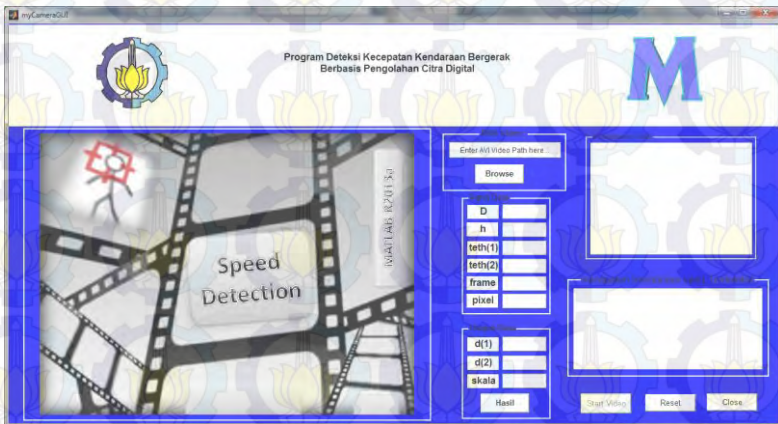 myCameraGUI
Program Deteksi Kecepatan Kendaraan Bergerak
Berbasis Pengolahan Citra Digital
M
Speed
Detection
MATLAB R2013a
Enter AVI Video Path here
Browse
D
h
teth(1)
teth(2)
frame
pixel
d(1)
d(2)
skala
Hasil
Start Video
Reset
Close